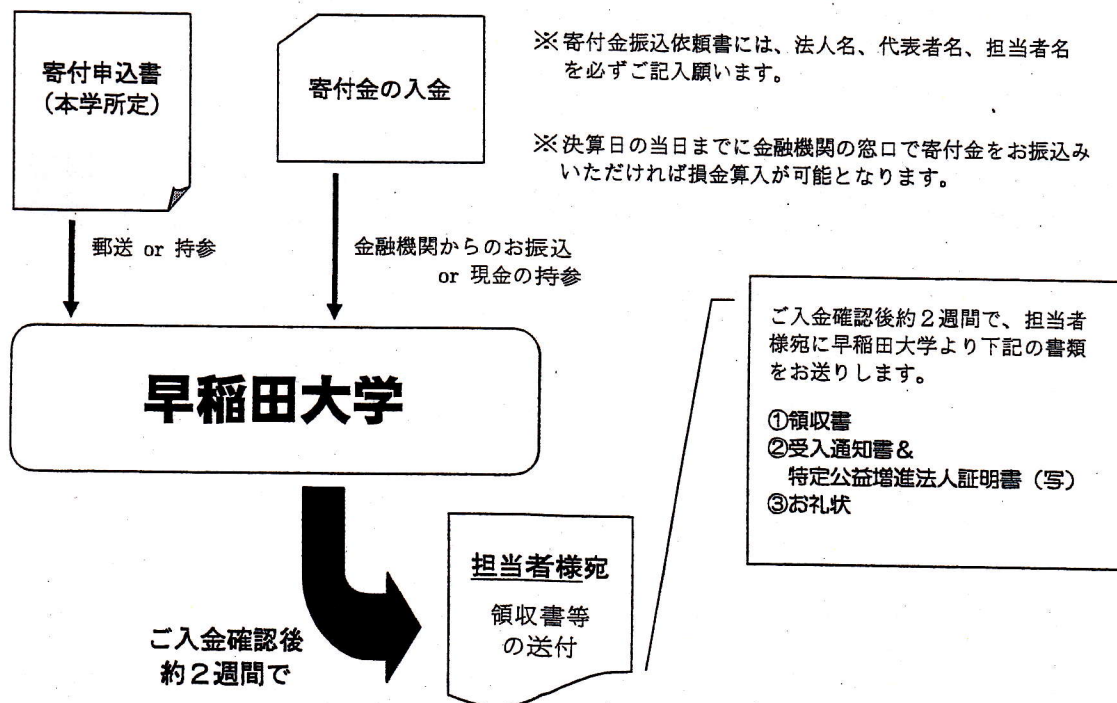 寄付申込書
(本学所定)
寄付金の入金
※寄付金振込依頼書には、法人名、代表者名、担当者名
を必ずご記入願います。
※決算日の当日までに金融機関の窓口で寄付金をお振込み
いただければ損金算入が可能となります。
郵送 or 持参
金融機関からのお振込
or 現金の持参
早稲田大学
ご入金確認後約2週間で、担当者
様宛に早稲田大学より下記の書類
をお送りします。
①領収書
②受入通知書&
特定公益増進法人証明書(写)
③お礼状
担当者様宛
領収書等
の送付
ご入金確認後
約2週間で